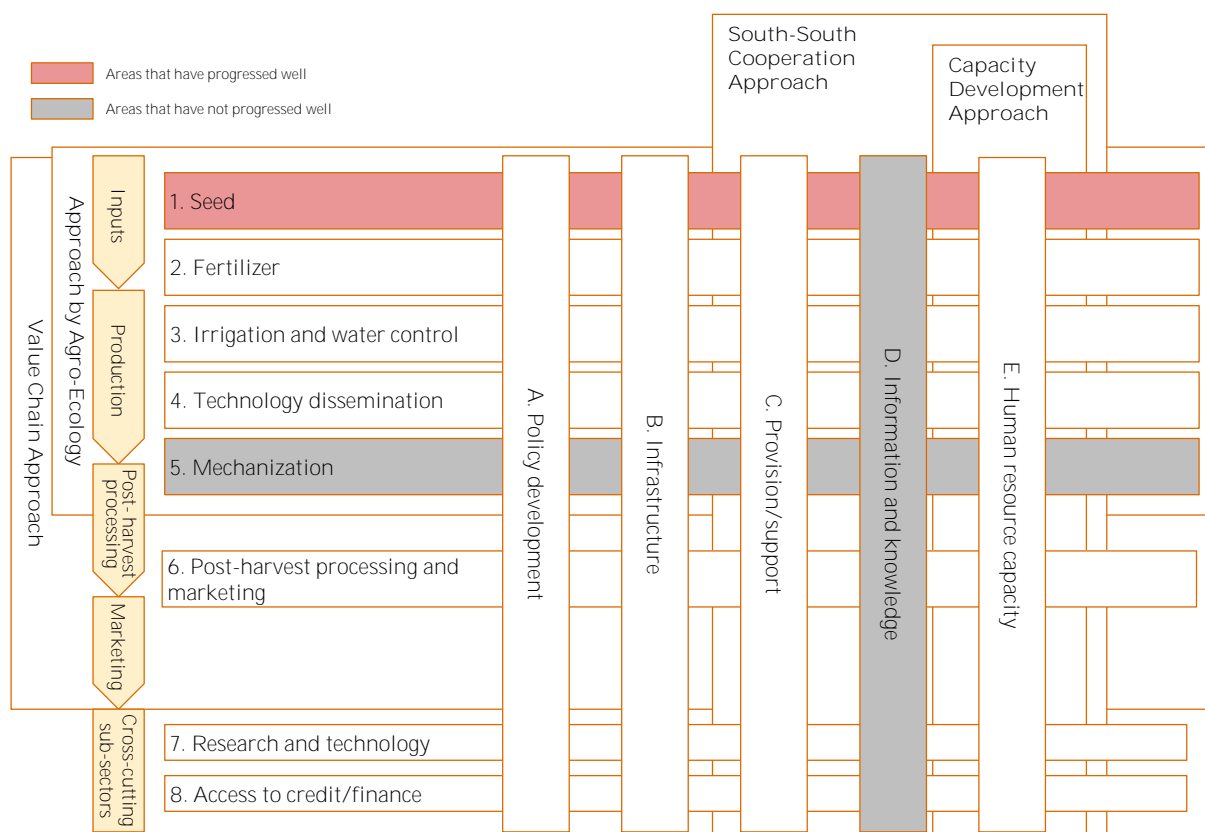 South-South
Cooperation
Approach
Capacity
Development
Approach
Areas that have progressed well
Areas that have not progressed well
Value Chain Approach
Approach by Agro-Ecology
Inputs
Production
Post- harvest
processing
Marketing
Cross-cutting
sub-sectors
1. Seed
2. Fertilizer
3. Irrigation and water control
4. Technology dissemination
5. Mechanization
6. Post-harvest processing and
marketing
7. Research and technology
8. Access to credit/finance
A. Policy development
B. Infrastructure
C. Provision/support
D. Information and knowledge
E. Human resource capacity